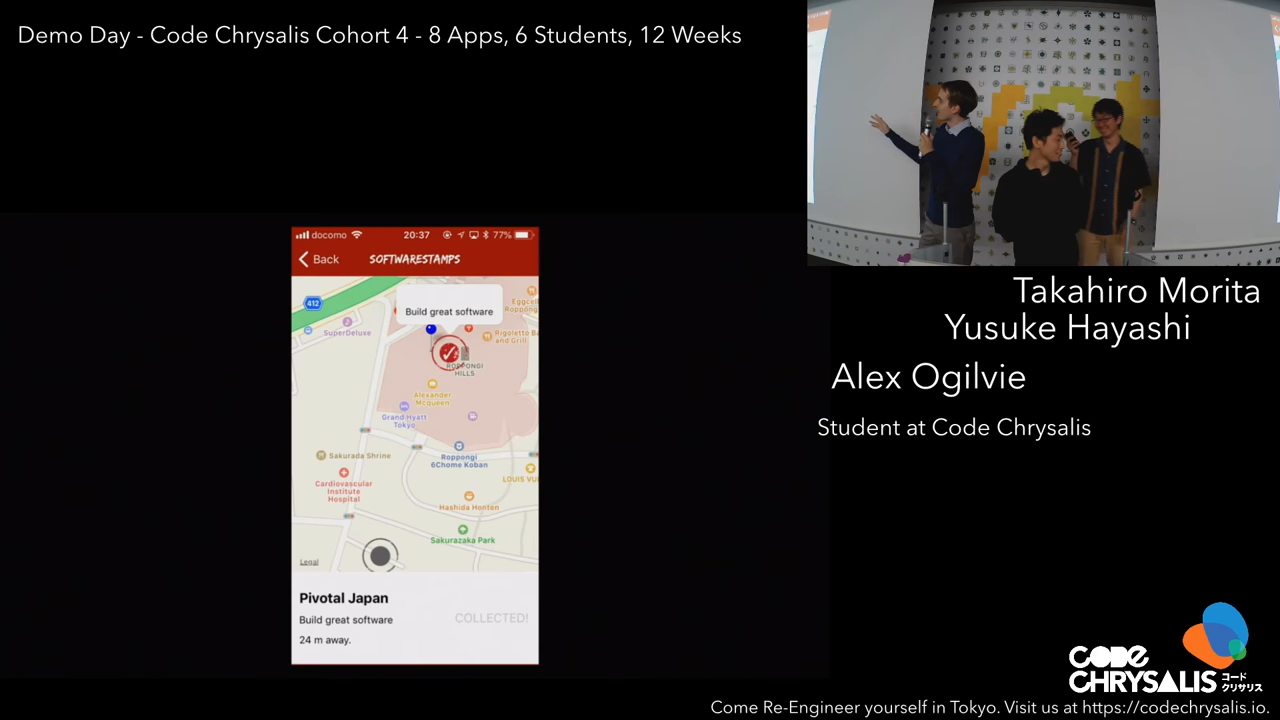 Demo Day - Code Chrysalis Cohort 4 - 8 Apps, 6 Students, 12 Weeks
docomo 20:37 77%
Back SOFTWARESTAMPS
412
Build great software
SuperDeluxe
Rigoletto
and Grill
ROPPONGI
HILLS
Alexander
Mcqueen
Grand Hyatt
Tokyo
Sakurada Shrine
Roppongi
6Chome Koban
Cardiovascular
Institute
Hospital
LOUIS
Hashida Honten
Sakurazaka Park
Legal
Pivotal Japan
Build great software
COLLECTED!
24 m away.
Takahiro Morita
Yusuke Hayashi
Alex Ogilvie
Student at Code Chrysalis
CODE
CHRYSALIS
コード
クリサリス
Come Re-Engineer yourself in Tokyo. Visit us at https://codechrysalis.io.